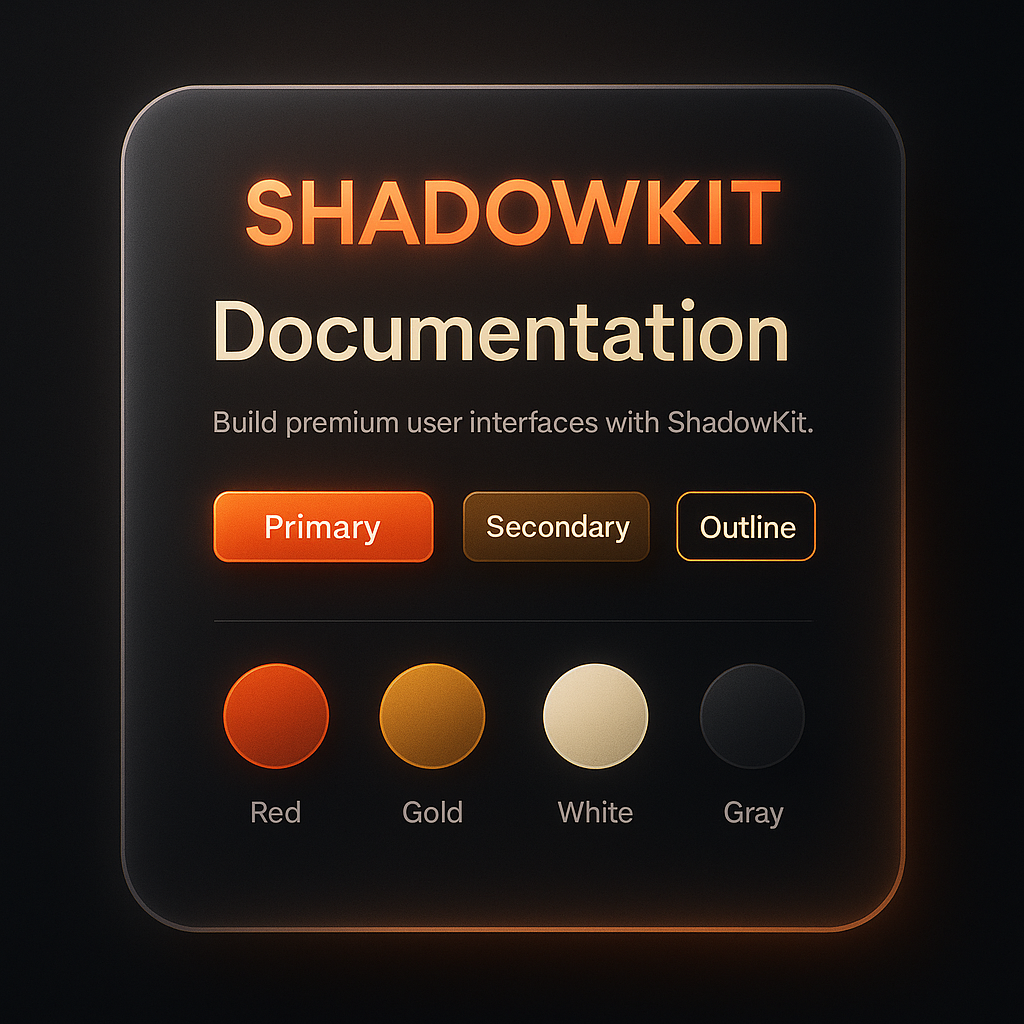 SHADOWKIT
Documentation
Build premium user interfaces with ShadowKit.
Primary Secondary Outline
Red Gold White Gray